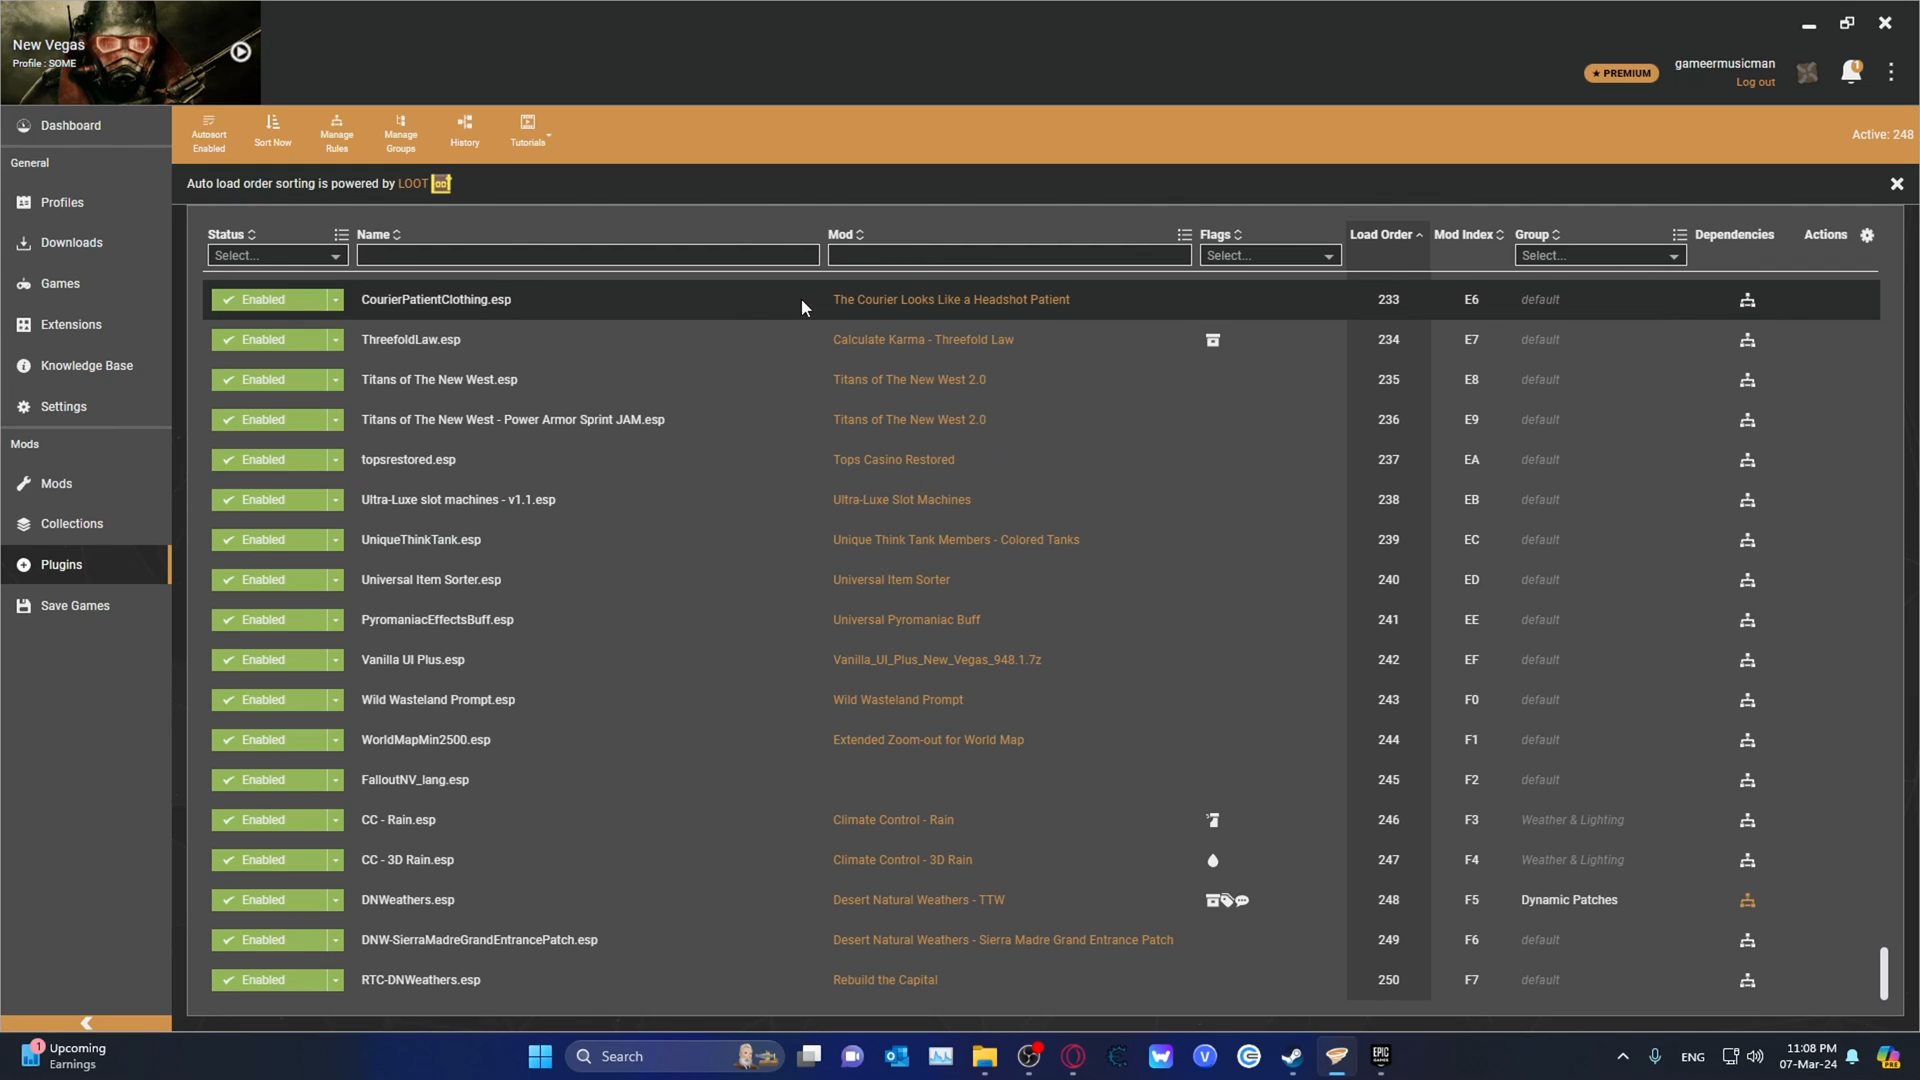 New Vegas
Profile : SOME
★ PREMIUM
gameermusicman
Log out
1
Dashboard
General
Profiles
Downloads
Games
Extensions
Knowledge Base
Settings
Mods
Mods
Collections
Plugins
Save Games
Autosort Enabled
Sort Now
Manage Rules
Manage Groups
History
Tutorials
Active: 248
Auto load order sorting is powered by LOOT
Status Name Mod Flags Load Order Mod Index Group Dependencies Actions
Select... Select... Select...
Enabled CourierPatientClothing.esp The Courier Looks Like a Headshot Patient 233 E6 default
Enabled ThreefoldLaw.esp Calculate Karma - Threefold Law 234 E7 default
Enabled Titans of The New West.esp Titans of The New West 2.0 235 E8 default
Enabled Titans of The New West - Power Armor Sprint JAM.esp Titans of The New West 2.0 236 E9 default
Enabled topsrestored.esp Tops Casino Restored 237 EA default
Enabled Ultra-Luxe slot machines - v1.1.esp Ultra-Luxe Slot Machines 238 EB default
Enabled UniqueThinkTank.esp Unique Think Tank Members - Colored Tanks 239 EC default
Enabled Universal Item Sorter.esp Universal Item Sorter 240 ED default
Enabled PyromaniacEffectsBuff.esp Universal Pyromaniac Buff 241 EE default
Enabled Vanilla UI Plus.esp Vanilla_UI_Plus_New_Vegas_948.1.7z 242 EF default
Enabled Wild Wasteland Prompt.esp Wild Wasteland Prompt 243 F0 default
Enabled WorldMapMin2500.esp Extended Zoom-out for World Map 244 F1 default
Enabled FalloutNV_lang.esp 245 F2 default
Enabled CC - Rain.esp Climate Control - Rain 246 F3 Weather & Lighting
Enabled CC - 3D Rain.esp Climate Control - 3D Rain 247 F4 Weather & Lighting
Enabled DNWeathers.esp Desert Natural Weathers - TTW 248 F5 Dynamic Patches
Enabled DNW-SierraMadreGrandEntrancePatch.esp Desert Natural Weathers - Sierra Madre Grand Entrance Patch 249 F6 default
Enabled RTC-DNWeathers.esp Rebuild the Capital 250 F7 default
1
Upcoming
Earnings
Search
EPIC
GAMES
ENG
11:08 PM
07-Mar-24
PRE